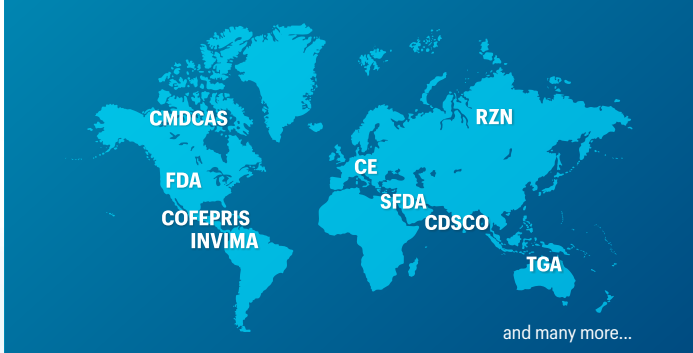 CMDCAS
RZN
FDA
CE
COFEPRIS
SFDA
INVIMA
CDSCO
TGA
and many more...